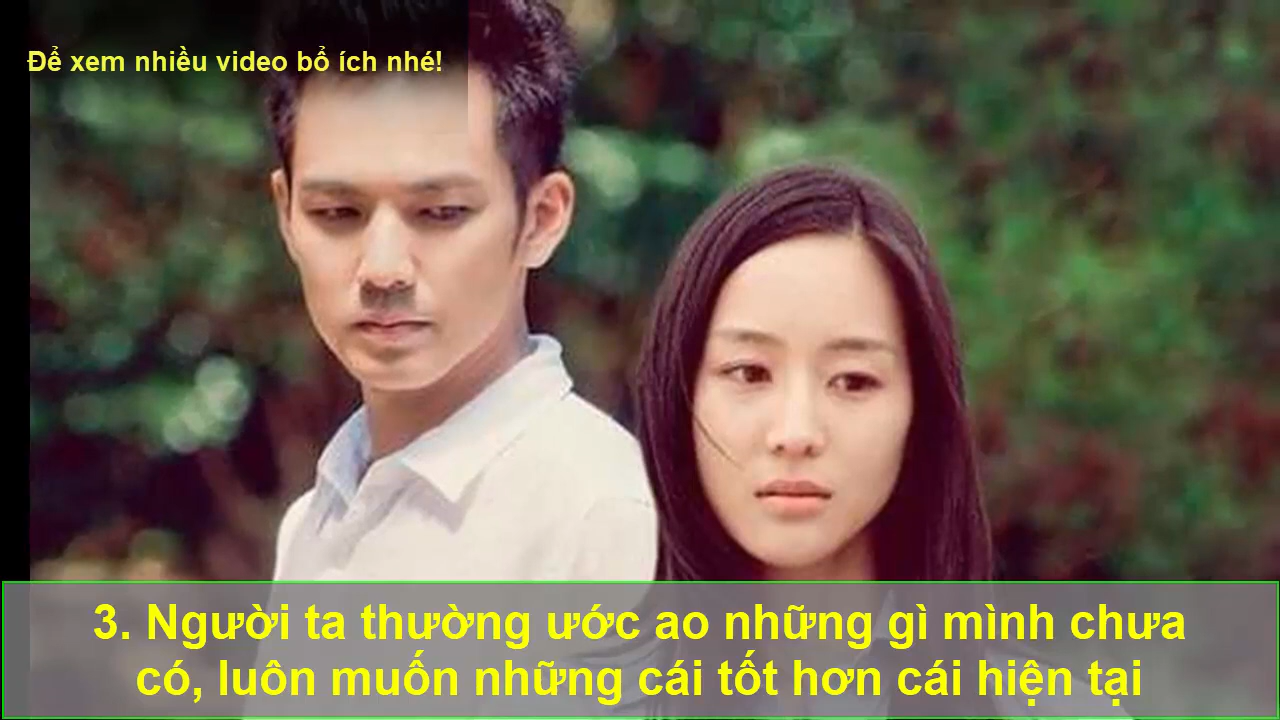 Để xem nhiều video bổ ích nhé!
3. Người ta thường ước ao những gì mình chưa
có, luôn muốn những cái tốt hơn cái hiện tại